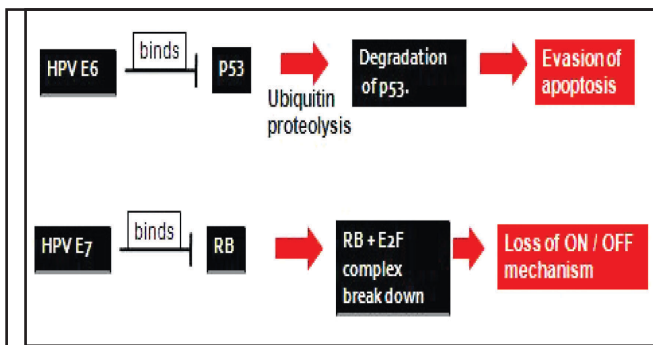 HPV E6
binds
P53
Ubiquitin
proteolysis
Degradation
of p53.
Evasion of
apoptosis
HPV E7
binds
RB
RB + E2F
complex
break down
Loss of ON / OFF
mechanism